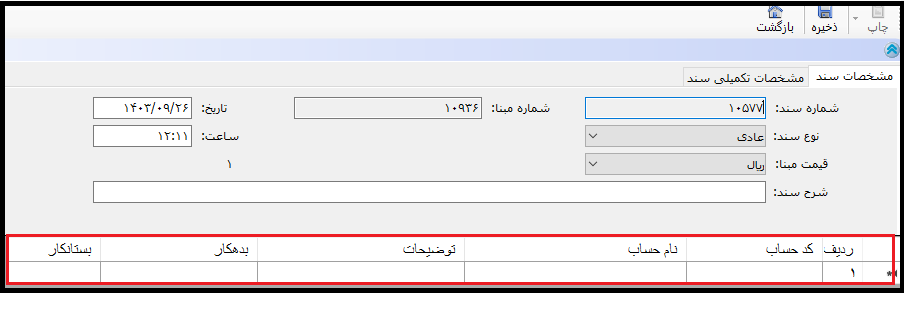 چاپ ذخیره بازگشت
مشخصات سند مشخصات تکمیلی سند
شماره سند: ۱۰۵۷۷ شماره مبنا: ۱۰۹۳۶ تاریخ: ۱۴۰۳/۰۹/۲۶
نوع سند: عادی ساعت: ۱۲:۱۱
قیمت مبنا: ریال ۱
شرح سند:
ردیف کد حساب نام حساب توضیحات بدهکار بستانکار
۱